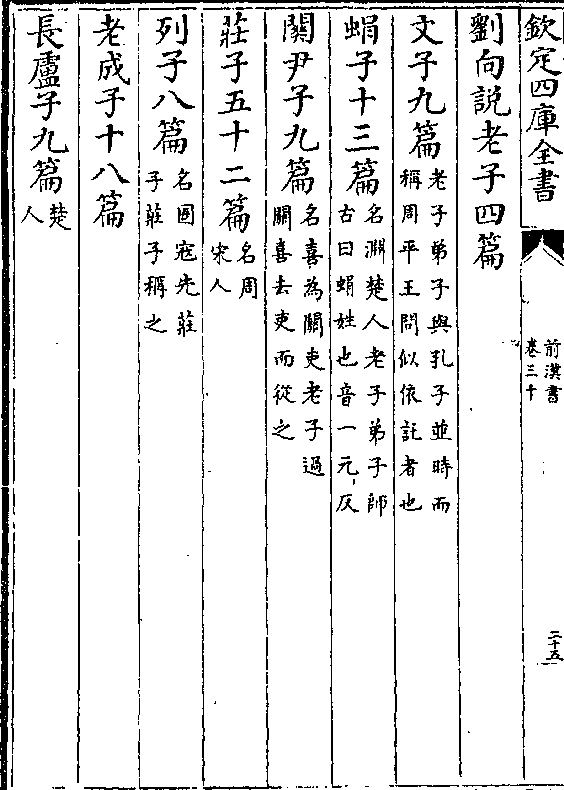 欽定四庫全書
前漢書
卷三十
二十五
劉向說老子四篇
文子九篇老子弟子與孔子並時而
稱周平王問似依託者也
蜎子十三篇名淵楚人老子弟子師
古曰蜎姓也音一元反
關尹子九篇名喜為關吏老子過
關喜去吏而從之
莊子五十二篇名周
宋人
列子八篇名圄寇先莊
子莊子稱之
老成子十八篇
長盧子九篇楚
人